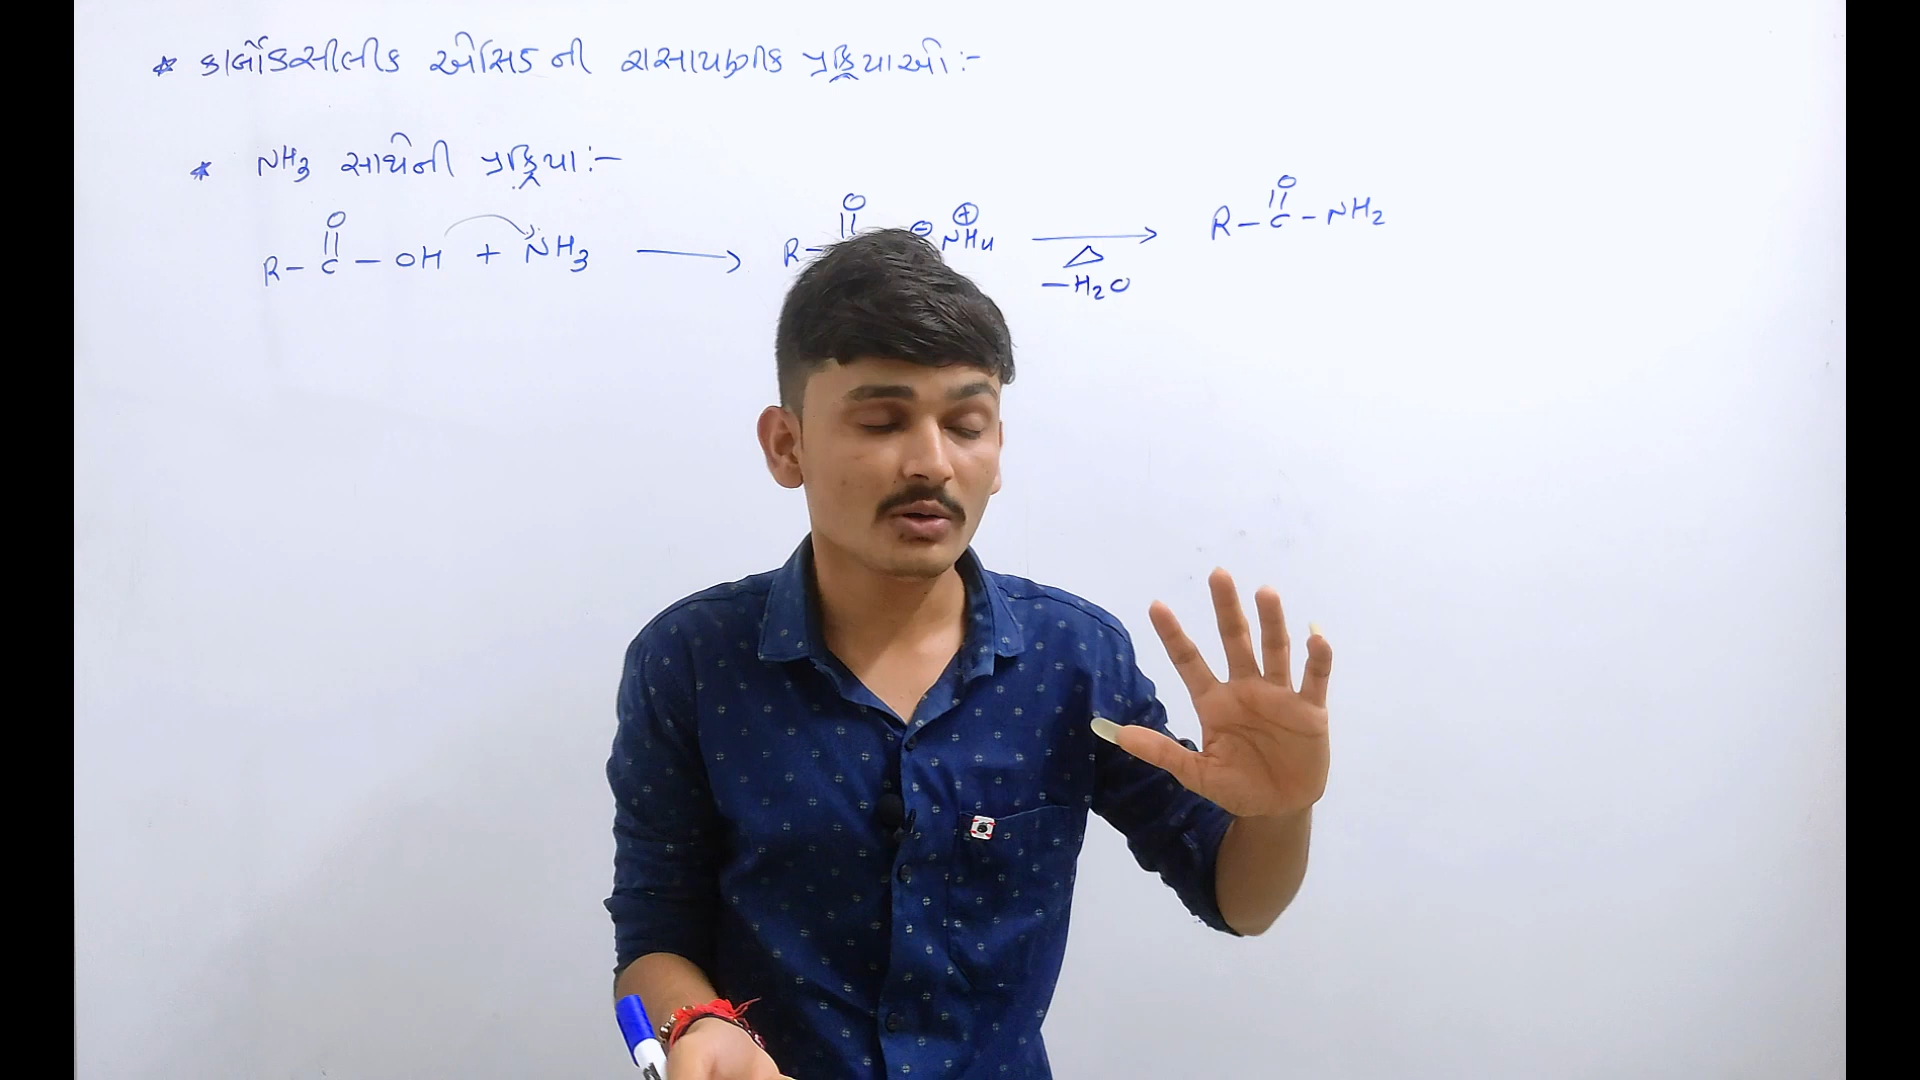 * કાર્બોક્સીલીક એસિડ ની રાસાયણીક પ્રક્રિયાઓ :-
* NH3 સાથેની પ્રક્રિયા :-
O O ⊕ O
R - C - OH + NH3 ⟶ R - ⊖ NH4 ⟶ R - C - NH2
△
- H2O